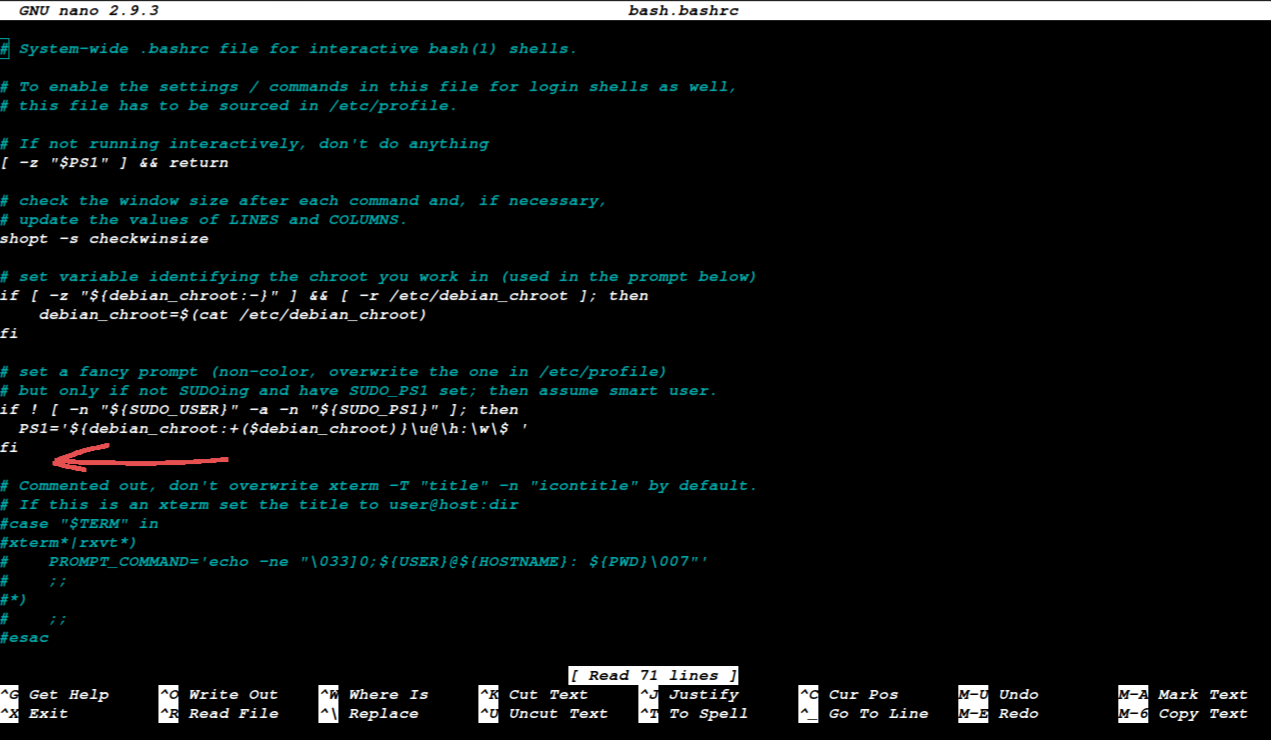 GNU nano 2.9.3 bash.bashrc
# System-wide .bashrc file for interactive bash(1) shells.
# To enable the settings / commands in this file for login shells as well,
# this file has to be sourced in /etc/profile.
# If not running interactively, don't do anything
[ -z "$PS1" ] && return
# check the window size after each command and, if necessary,
# update the values of LINES and COLUMNS.
shopt -s checkwinsize
# set variable identifying the chroot you work in (used in the prompt below)
if [ -z "${debian_chroot:-}" ] && [ -r /etc/debian_chroot ]; then
    debian_chroot=$(cat /etc/debian_chroot)
fi
# set a fancy prompt (non-color, overwrite the one in /etc/profile)
# but only if not SUDOing and have SUDO_PS1 set; then assume smart user.
if ! [ -n "${SUDO_USER}" -a -n "${SUDO_PS1}" ]; then
  PS1='${debian_chroot:+($debian_chroot)}\u@\h:\w\$ '
fi
# Commented out, don't overwrite xterm -T "title" -n "icontitle" by default.
# If this is an xterm set the title to user@host:dir
#case "$TERM" in
#xterm*|rxvt*)
#    PROMPT_COMMAND='echo -ne "\033]0;${USER}@${HOSTNAME}: ${PWD}\007"'
#    ;;
#*)
#    ;;
#esac
[ Read 71 lines ]
^G Get Help ^O Write Out ^W Where Is ^K Cut Text ^J Justify ^C Cur Pos M-U Undo M-A Mark Text
^X Exit ^R Read File ^\ Replace ^U Uncut Text ^T To Spell ^_ Go To Line M-E Redo M-6 Copy Text